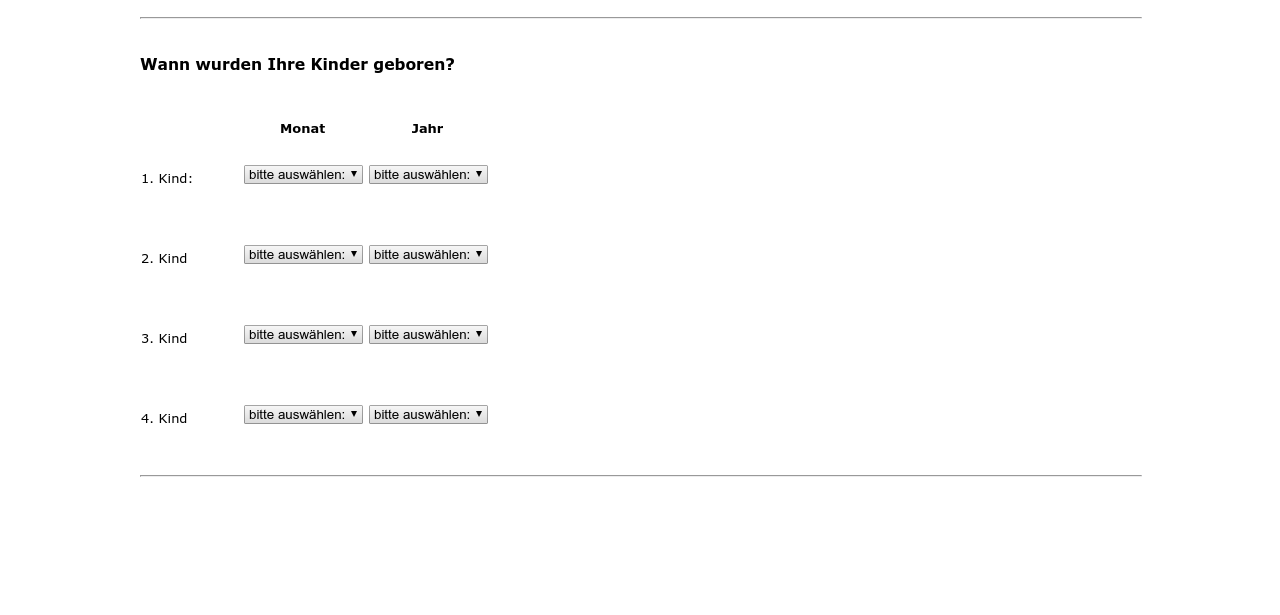 Wann wurden Ihre Kinder geboren?
Monat Jahr
1. Kind: bitte auswählen: bitte auswählen:
2. Kind bitte auswählen: bitte auswählen:
3. Kind bitte auswählen: bitte auswählen:
4. Kind bitte auswählen: bitte auswählen: